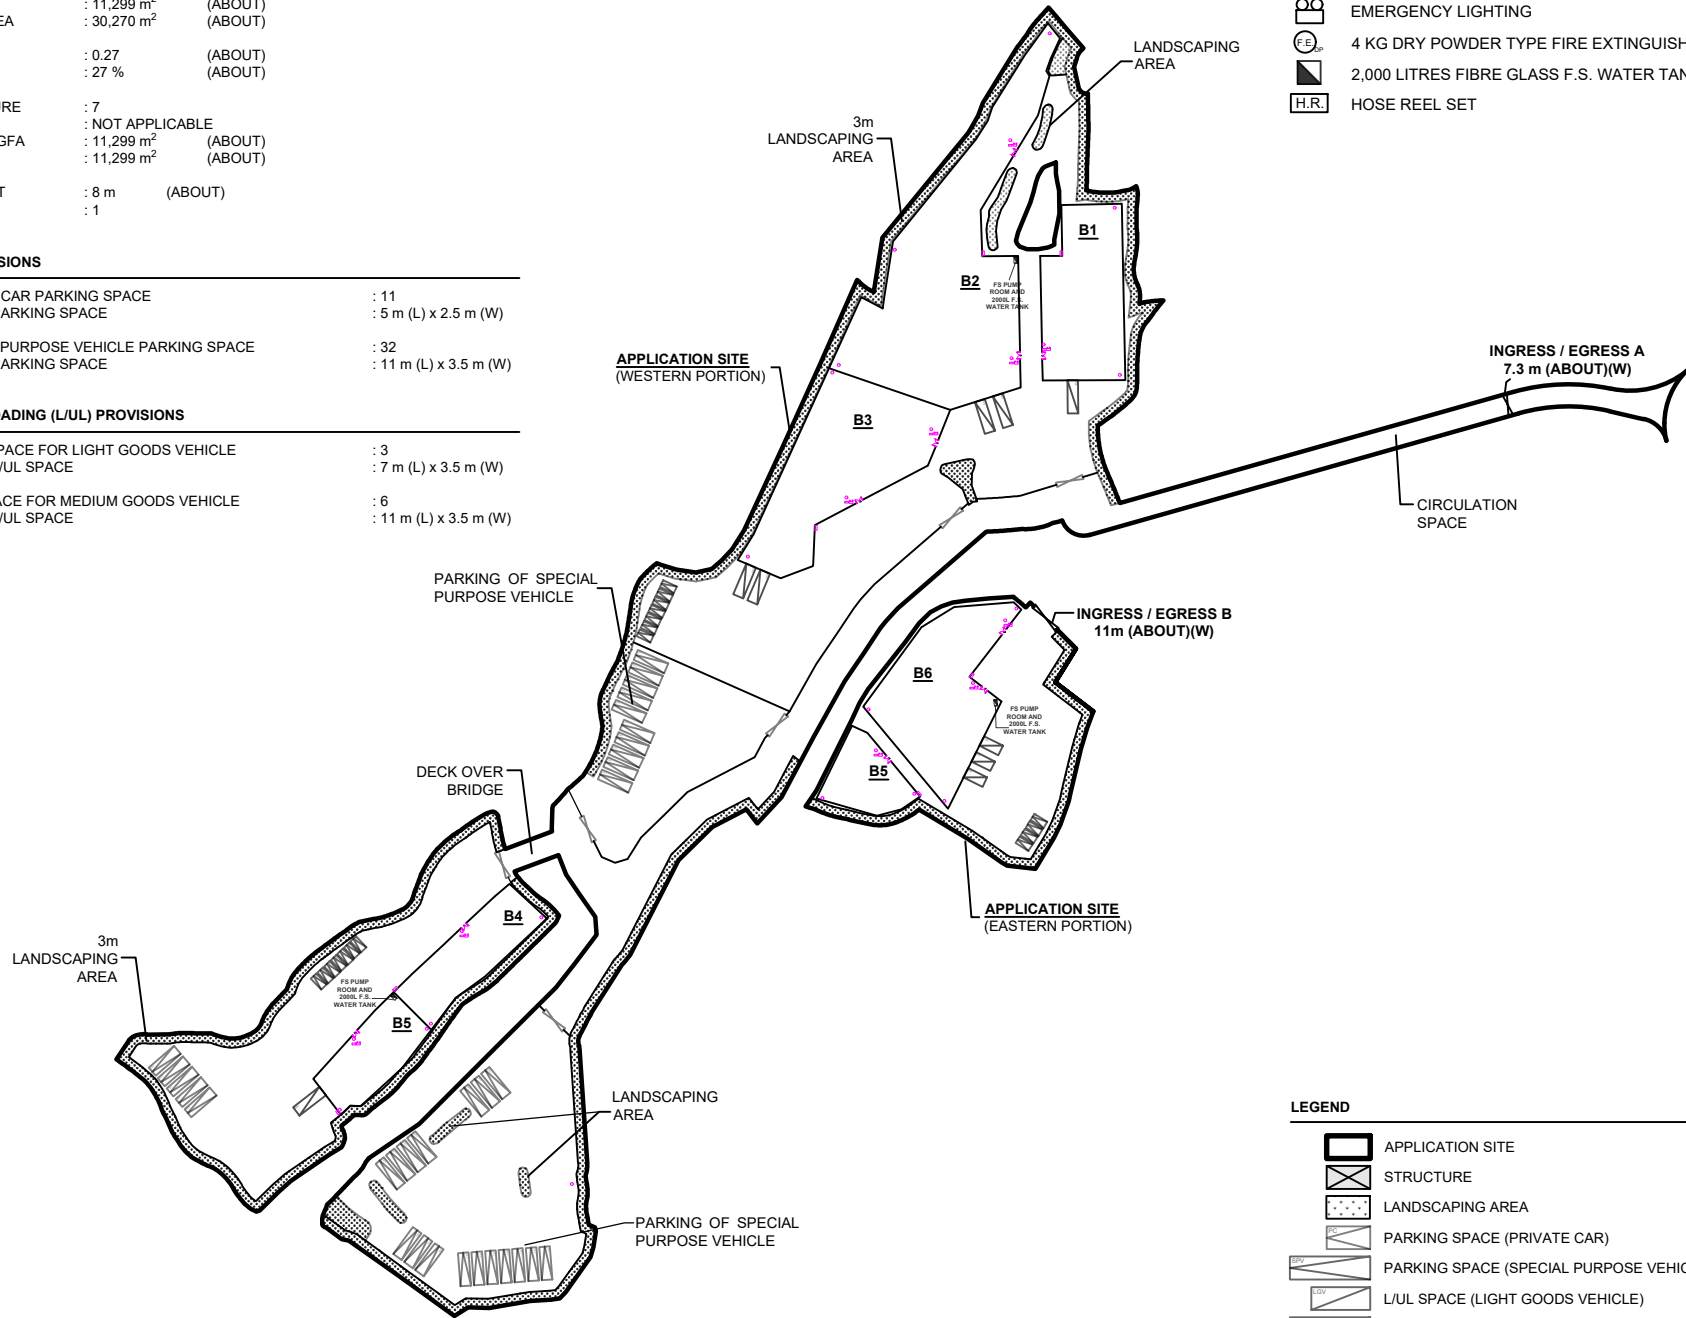 : 11,299 m² (ABOUT)
EA : 30,270 m² (ABOUT)
: 0.27 (ABOUT)
: 27 % (ABOUT)
URE : 7
: NOT APPLICABLE
GFA : 11,299 m² (ABOUT)
: 11,299 m² (ABOUT)
T : 8 m (ABOUT)
: 1
SIONS
CAR PARKING SPACE : 11
PARKING SPACE : 5 m (L) x 2.5 m (W)
PURPOSE VEHICLE PARKING SPACE : 32
PARKING SPACE : 11 m (L) x 3.5 m (W)
OADING (L/UL) PROVISIONS
SPACE FOR LIGHT GOODS VEHICLE : 3
L/UL SPACE : 7 m (L) x 3.5 m (W)
ACE FOR MEDIUM GOODS VEHICLE : 6
L/UL SPACE : 11 m (L) x 3.5 m (W)
EMERGENCY LIGHTING
F.E. DP 4 KG DRY POWDER TYPE FIRE EXTINGUISH
2,000 LITRES FIBRE GLASS F.S. WATER TAN
H.R. HOSE REEL SET
LANDSCAPING
AREA
3m
LANDSCAPING
AREA
B1
B2
FS PUMP
ROOM AND
2000L F.S.
WATER TANK
APPLICATION SITE
(WESTERN PORTION)
B3
INGRESS / EGRESS A
7.3 m (ABOUT)(W)
CIRCULATION
SPACE
PARKING OF SPECIAL
PURPOSE VEHICLE
INGRESS / EGRESS B
11m (ABOUT)(W)
B6
FS PUMP
ROOM AND
2000L F.S.
WATER TANK
B5
DECK OVER
BRIDGE
APPLICATION SITE
(EASTERN PORTION)
B4
3m
LANDSCAPING
AREA
FS PUMP
ROOM AND
2000L F.S.
WATER TANK
B5
LANDSCAPING
AREA
PARKING OF SPECIAL
PURPOSE VEHICLE
LEGEND
APPLICATION SITE
STRUCTURE
LANDSCAPING AREA
PC PARKING SPACE (PRIVATE CAR)
SPV PARKING SPACE (SPECIAL PURPOSE VEHIC
LGV L/UL SPACE (LIGHT GOODS VEHICLE)